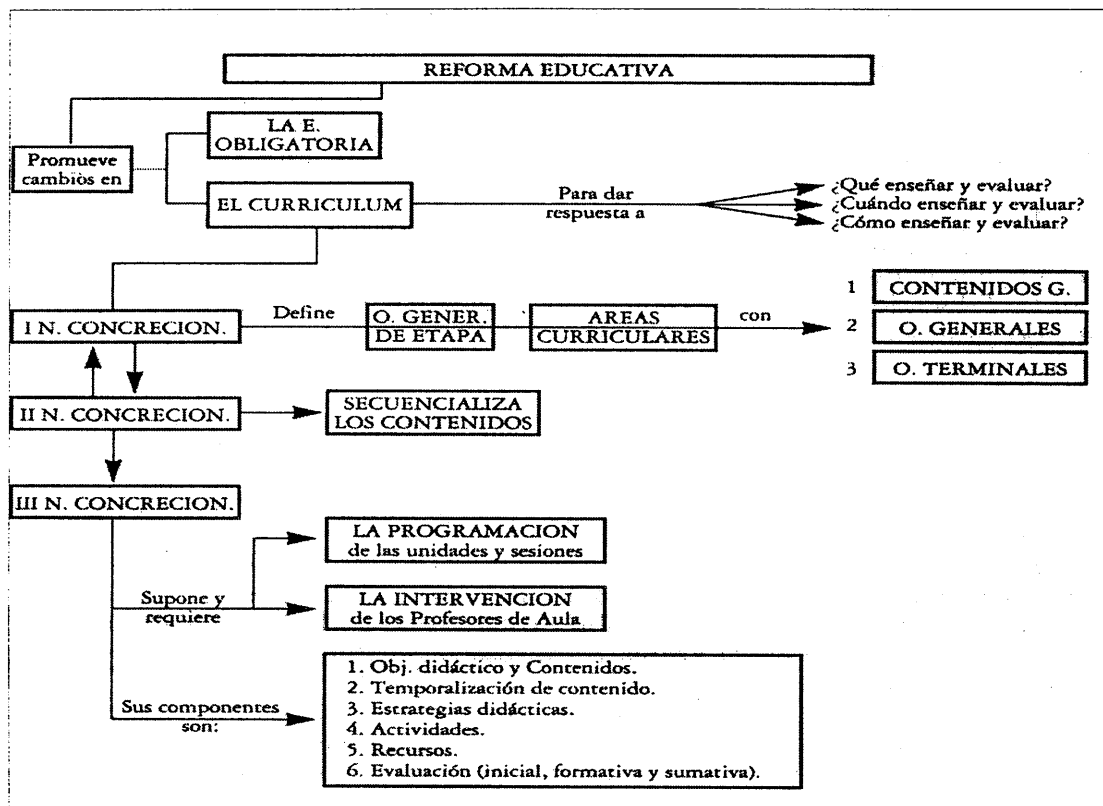 REFORMA EDUCATIVA
LA E.
OBLIGATORIA
Promueve
cambios en
EL CURRICULUM
Para dar
respuesta a
¿Qué enseñar y evaluar?
¿Cuándo enseñar y evaluar?
¿Cómo enseñar y evaluar?
I N. CONCRECION.
Define
O. GENER.
DE ETAPA
AREAS
CURRICULARES
con
1 CONTENIDOS G.
2 O. GENERALES
3 O. TERMINALES
II N. CONCRECION.
SECUENCIALIZA
LOS CONTENIDOS
III N. CONCRECION.
Supone y
requiere
LA PROGRAMACION
de las unidades y sesiones
LA INTERVENCION
de los Profesores de Aula
Sus componentes
son:
1. Obj. didáctico y Contenidos.
2. Temporalización de contenido.
3. Estrategias didácticas.
4. Actividades.
5. Recursos.
6. Evaluación (inicial, formativa y sumativa).